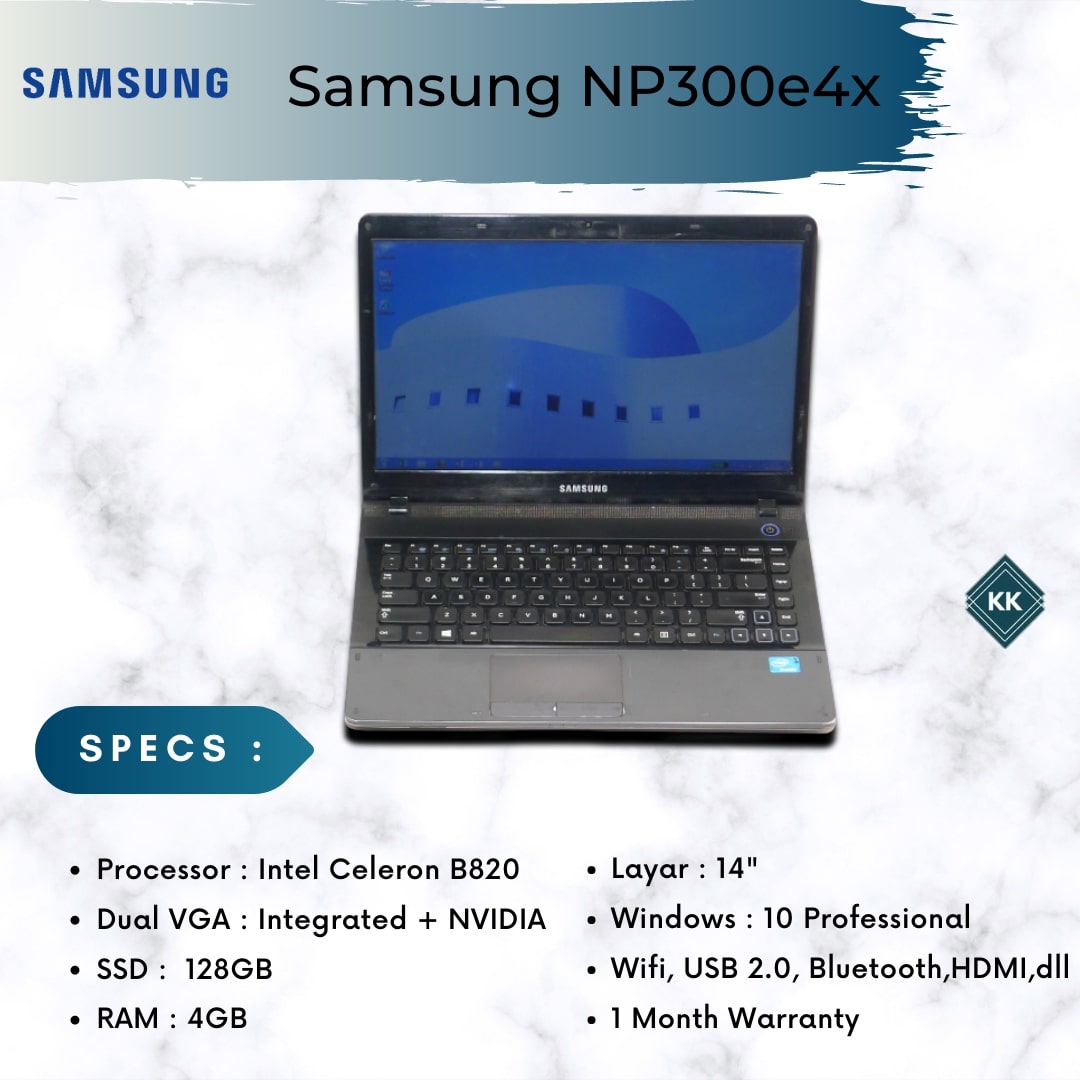 SAMSUNG
Samsung NP300e4x
SAMSUNG
KK
SPECS :
• Processor : Intel Celeron B820
• Dual VGA : Integrated + NVIDIA
• SSD : 128GB
• RAM : 4GB
• Layar : 14"
• Windows : 10 Professional
• Wifi, USB 2.0, Bluetooth,HDMI,dll
• 1 Month Warranty